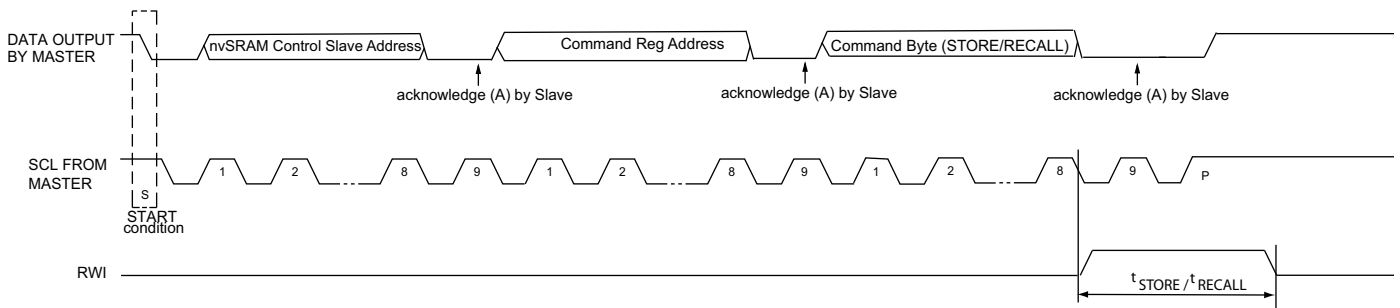 DATA OUTPUT
BY MASTER
nvSRAM Control Slave Address
Command Reg Address
Command Byte (STORE/RECALL)
acknowledge (A) by Slave
acknowledge (A) by Slave
acknowledge (A) by Slave
SCL FROM
MASTER
1 2 8 9 1 2 8 9 1 2 8 9 P
S
START
condition
RWI
tSTORE / tRECALL